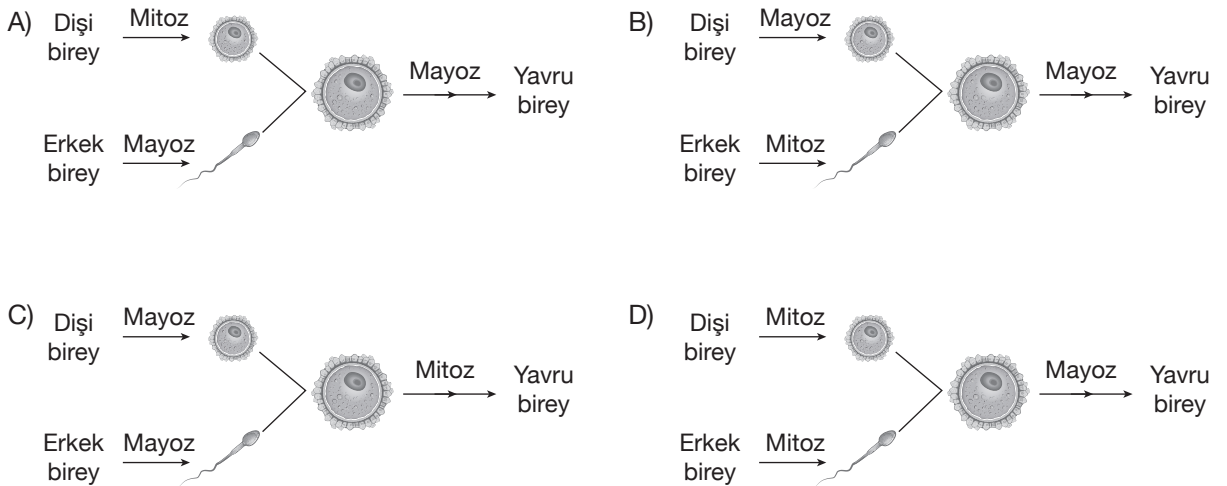 A) Dişi birey Mitoz
Mayoz Yavru birey
Erkek birey Mayoz
B) Dişi birey Mayoz
Mayoz Yavru birey
Erkek birey Mitoz
C) Dişi birey Mayoz
Mitoz Yavru birey
Erkek birey Mayoz
D) Dişi birey Mitoz
Mayoz Yavru birey
Erkek birey Mitoz